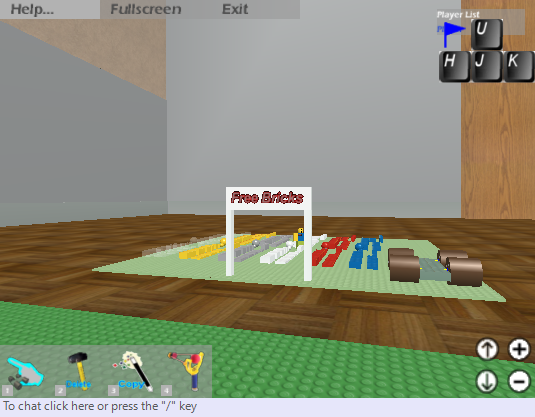 Help...
Fullscreen
Exit
Player List
U
H J K
Free Bricks
1
2
3 Copy
4
To chat click here or press the "/" key